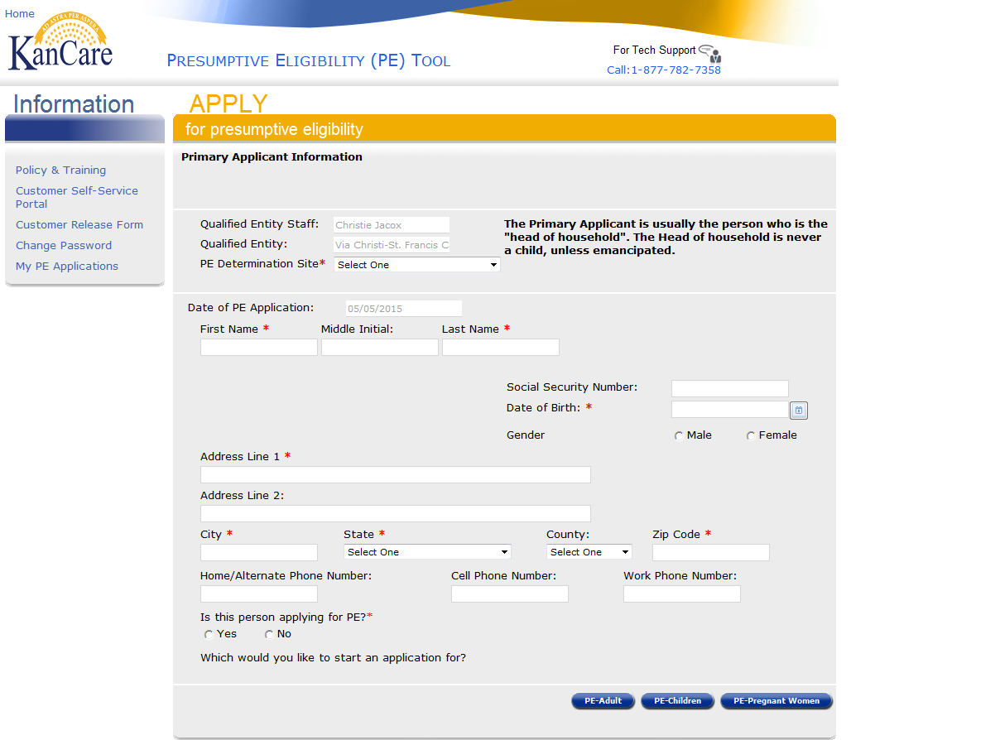 Home
AD ASTRA PER ASPERA
KanCare
PRESUMPTIVE ELIGIBILITY (PE) TOOL
For Tech Support
Call:1-877-782-7358
Information
Policy & Training
Customer Self-Service
Portal
Customer Release Form
Change Password
My PE Applications
APPLY
for presumptive eligibility
Primary Applicant Information
Qualified Entity Staff: Christie Jacox
Qualified Entity: Via Christi-St. Francis C
PE Determination Site* Select One
The Primary Applicant is usually the person who is the
"head of household". The Head of household is never
a child, unless emancipated.
Date of PE Application: 05/05/2015
First Name * Middle Initial: Last Name *
Social Security Number:
Date of Birth: *
Gender Male Female
Address Line 1 *
Address Line 2:
City * State * County: Zip Code *
Select One Select One
Home/Alternate Phone Number: Cell Phone Number: Work Phone Number:
Is this person applying for PE?*
Yes No
Which would you like to start an application for?
PE-Adult PE-Children PE-Pregnant Women